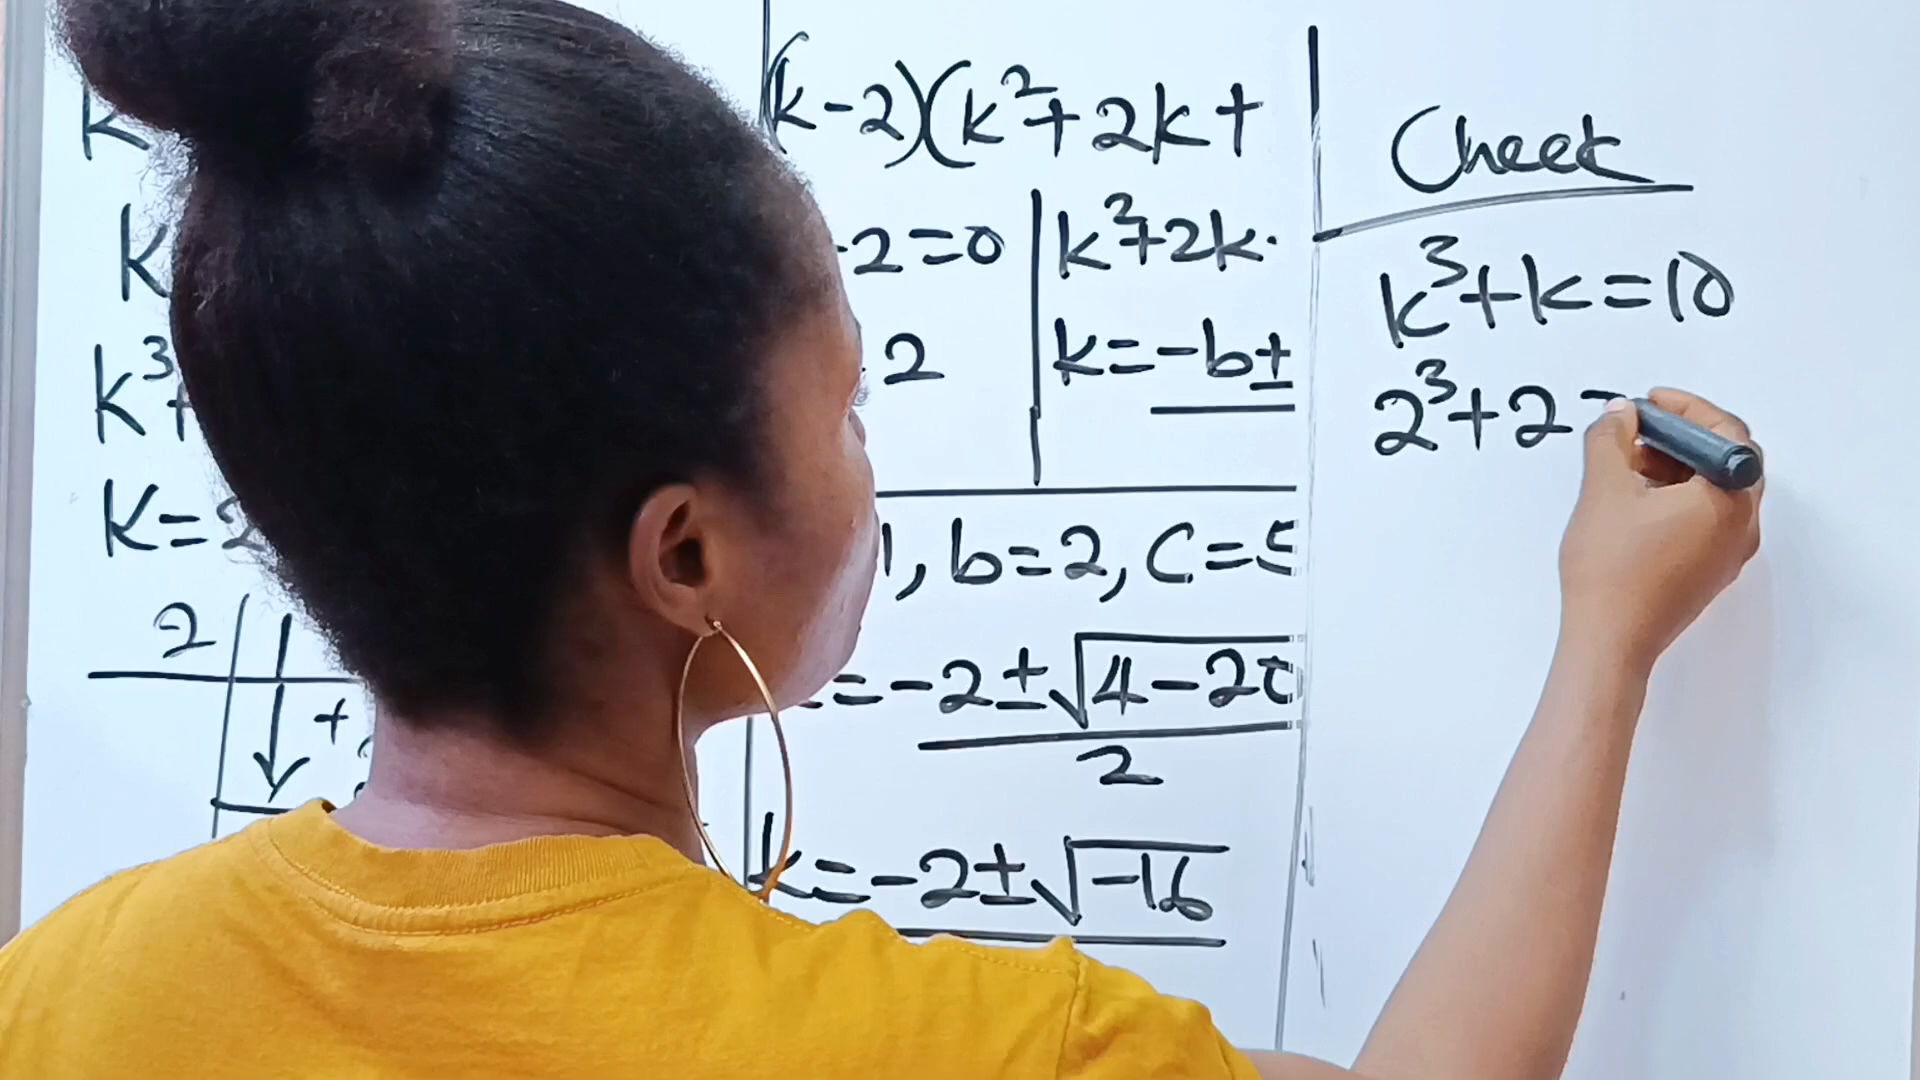 k
k
k³+
k=2
2
+
(k-2)(k²+2k+
-2=0
k²+2k
2
k=-b±
1, b=2, C=5
=-2±√4-20
2
k=-2±√-16
Check
k³+k=10
2³+2=